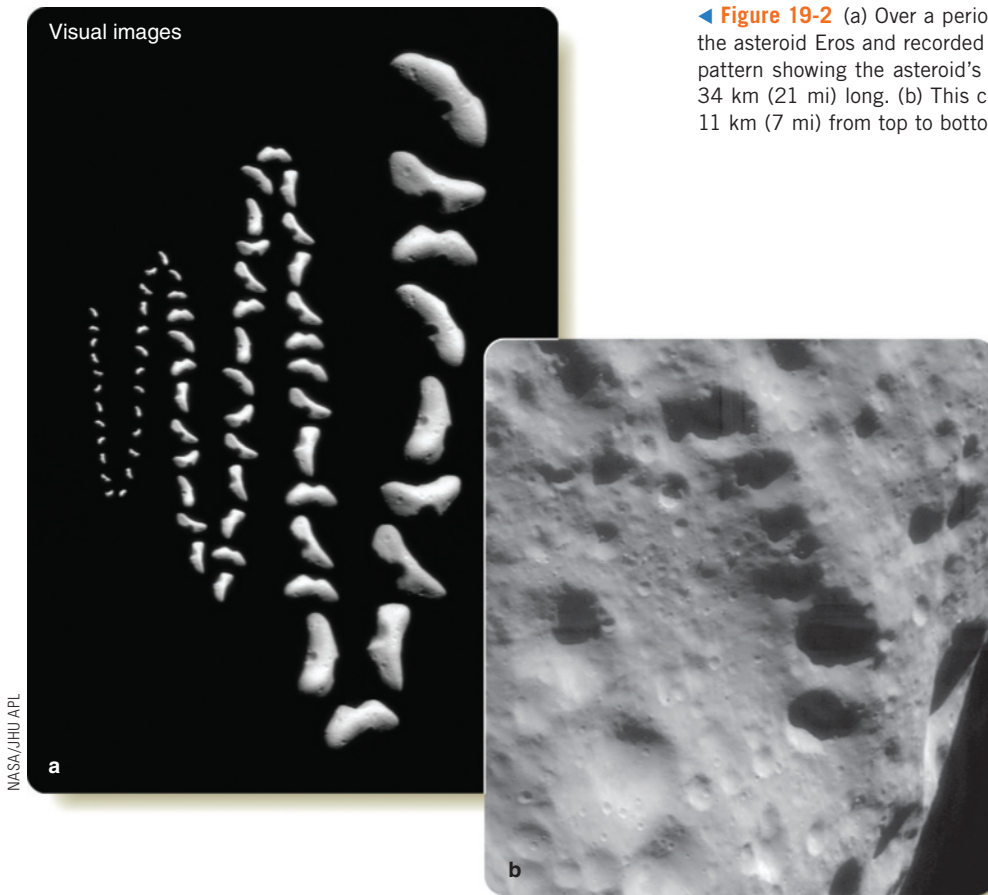 Visual images
◄ Figure 19-2 (a) Over a perio
the asteroid Eros and recorded
pattern showing the asteroid's
34 km (21 mi) long. (b) This c
11 km (7 mi) from top to botto
NASA/JHU APL
a
b